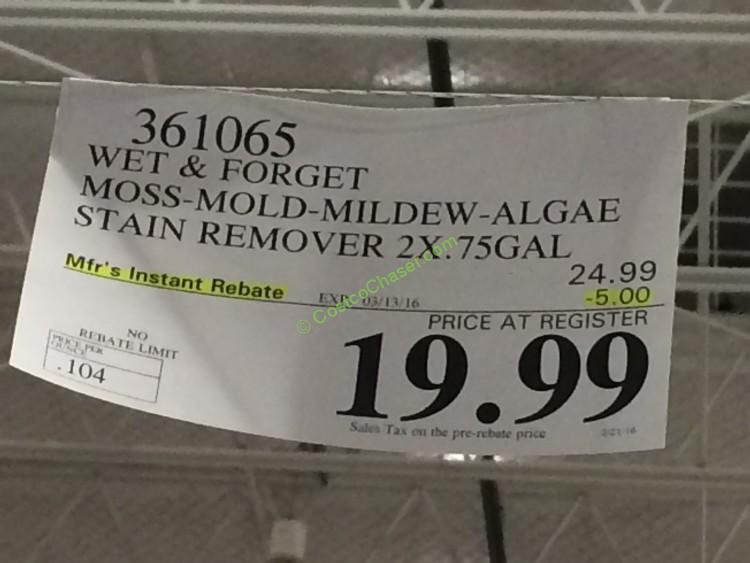 361065
WET & FORGET
MOSS-MOLD-MILDEW-ALGAE
STAIN REMOVER 2X.75GAL
24.99
Mfr's Instant Rebate EXP. 03/13/16 -5.00
PRICE AT REGISTER
NO
REBATE LIMIT
PRICE PER
OUNCE
.104
19.99
Sales Tax on the pre-rebate price 2/21/16
© CostcoChaser.com